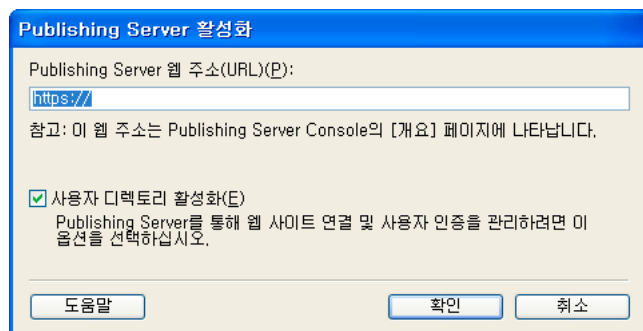 Publishing Server 활성화
Publishing Server 웹 주소(URL)(P):
https://
참고: 이 웹 주소는 Publishing Server Console의 [개요] 페이지에 나타납니다.
사용자 디렉토리 활성화(E)
Publishing Server를 통해 웹 사이트 연결 및 사용자 인증을 관리하려면 이
옵션을 선택하십시오.
도움말 확인 취소